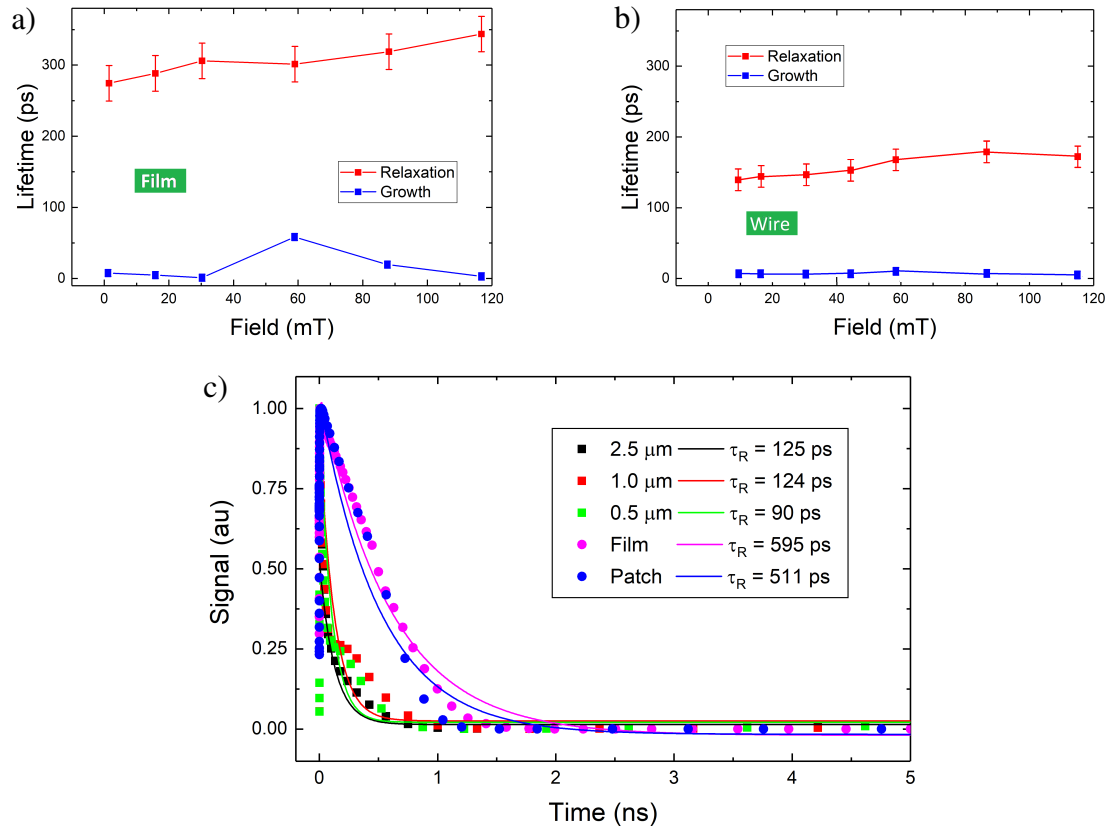 a)
Lifetime (ps)
300
200
100
0
Relaxation
Growth
Film
0 20 40 60 80 100 120
Field (mT)
b)
Lifetime (ps)
300
200
100
0
Relaxation
Growth
Wire
0 20 40 60 80 100 120
Field (mT)
c)
Signal (au)
1.00
0.75
0.50
0.25
0.00
2.5 μm τR = 125 ps
1.0 μm τR = 124 ps
0.5 μm τR = 90 ps
Film τR = 595 ps
Patch τR = 511 ps
0 1 2 3 4 5
Time (ns)